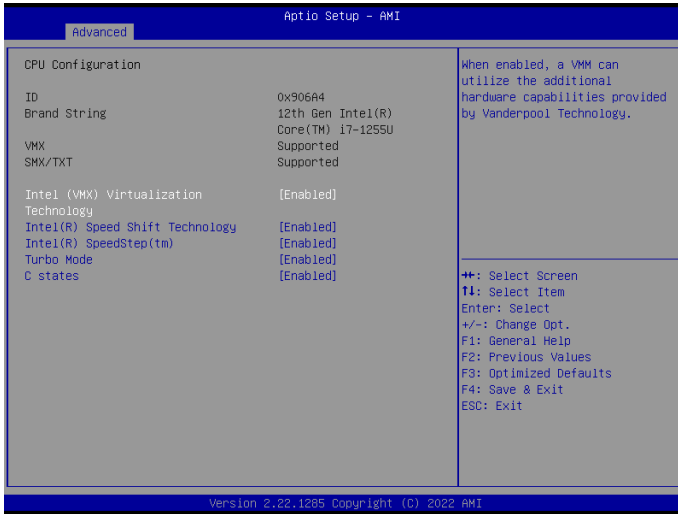 Aptio Setup – AMI
Advanced
CPU Configuration
ID 0x906A4
Brand String 12th Gen Intel(R)
Core(TM) i7-1255U
VMX Supported
SMX/TXT Supported
Intel (VMX) Virtualization [Enabled]
Technology
Intel(R) Speed Shift Technology [Enabled]
Intel(R) SpeedStep(tm) [Enabled]
Turbo Mode [Enabled]
C states [Enabled]
When enabled, a VMM can
utilize the additional
hardware capabilities provided
by Vanderpool Technology.
→←: Select Screen
↑↓: Select Item
Enter: Select
+/-: Change Opt.
F1: General Help
F2: Previous Values
F3: Optimized Defaults
F4: Save & Exit
ESC: Exit
Version 2.22.1285 Copyright (C) 2022 AMI